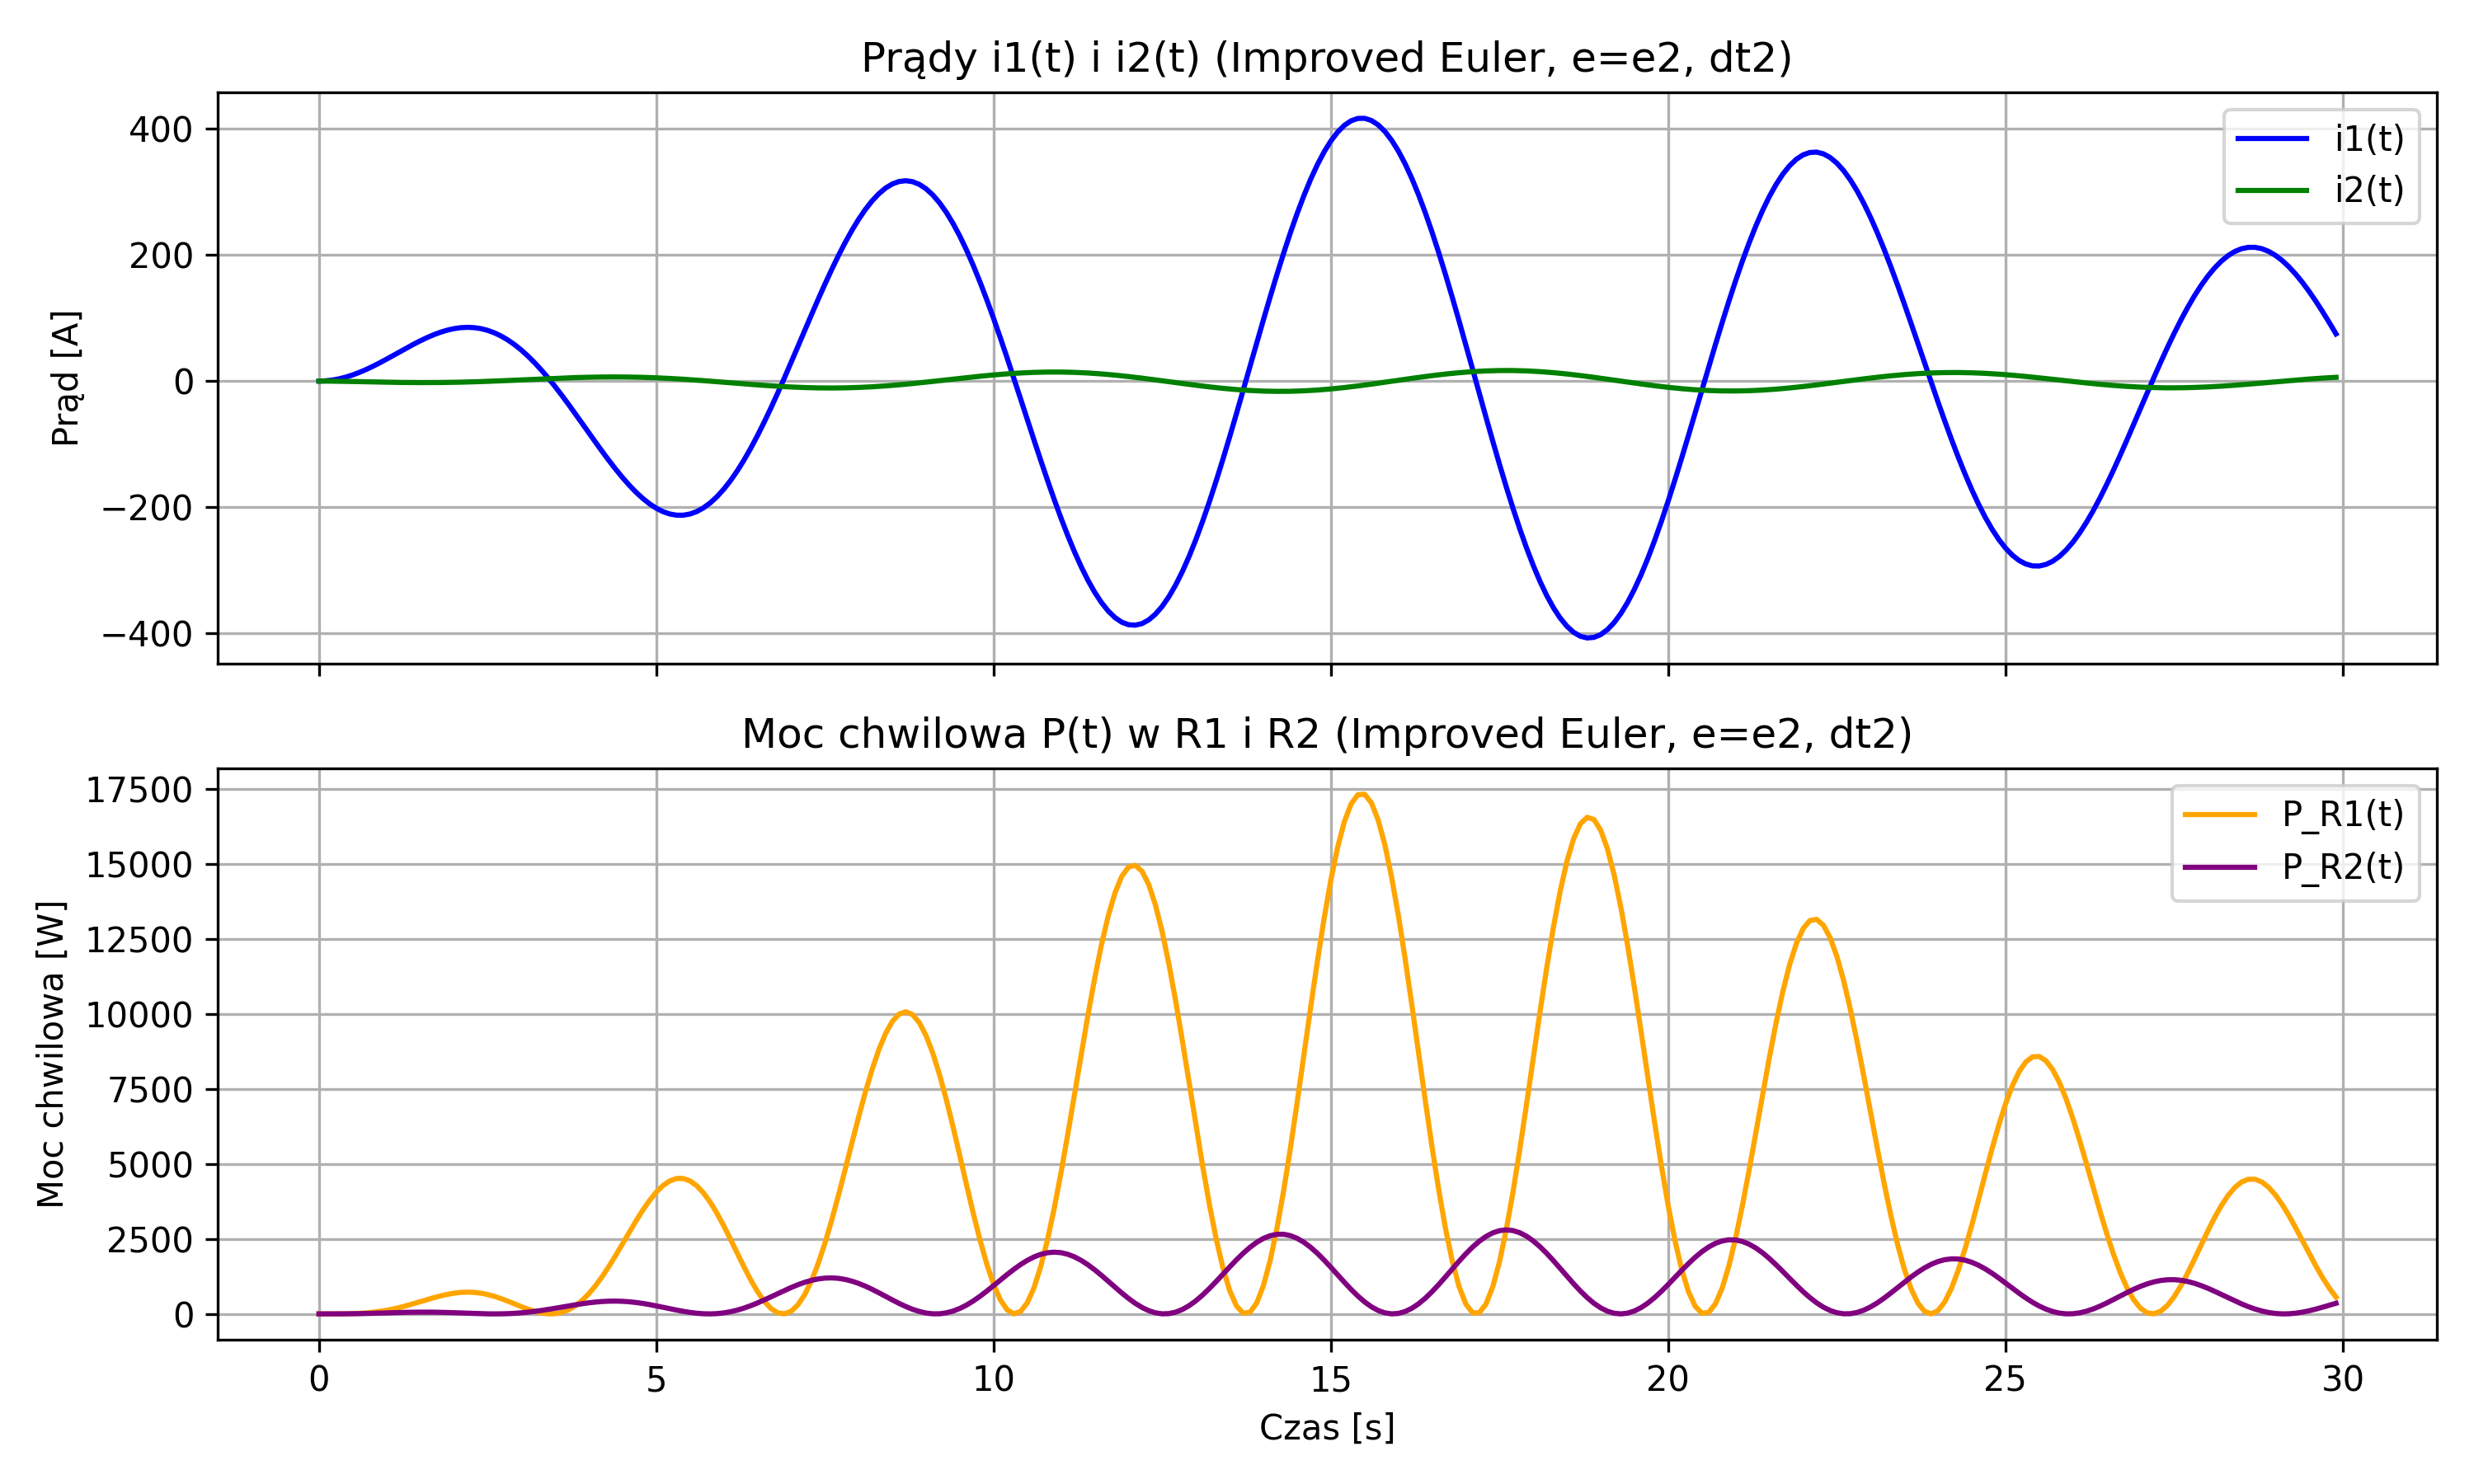 Prądy i1(t) i i2(t) (Improved Euler, e=e2, dt2)
Prąd [A]
400
200
0
−200
−400
i1(t)
i2(t)
Moc chwilowa P(t) w R1 i R2 (Improved Euler, e=e2, dt2)
Moc chwilowa [W]
17500
15000
12500
10000
7500
5000
2500
0
P_R1(t)
P_R2(t)
0 5 10 15 20 25 30
Czas [s]